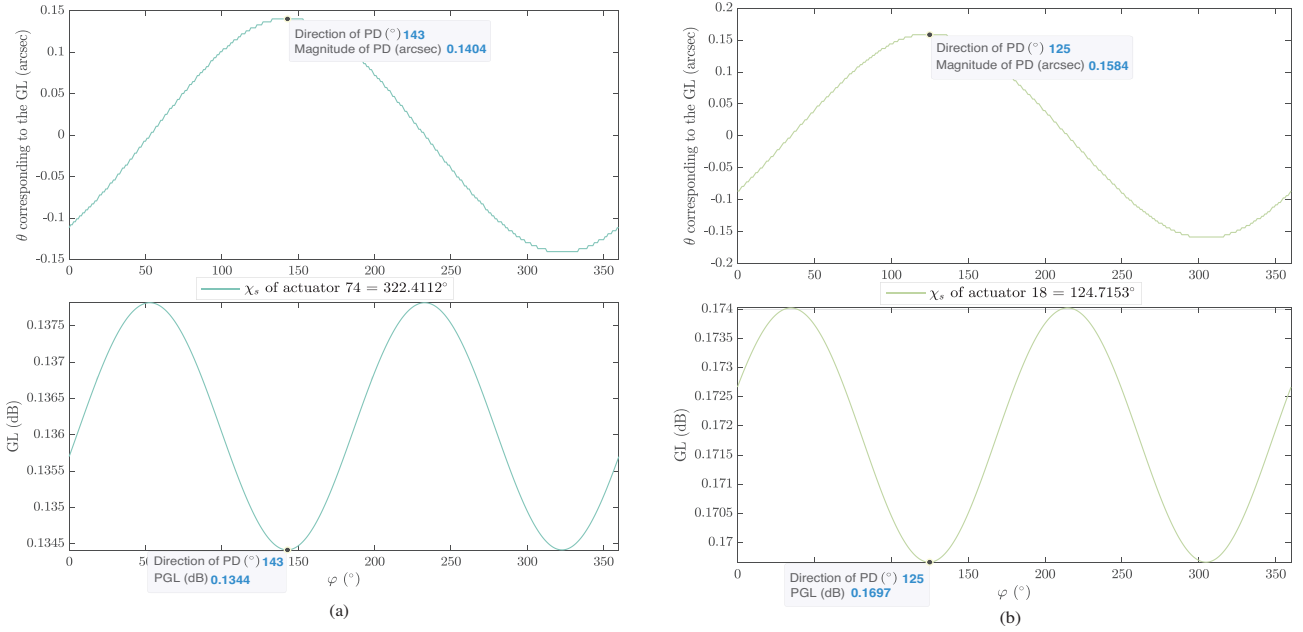 0.15
0.1
0.05
0
-0.05
-0.1
-0.15
θ corresponding to the GL (arcsec)
Direction of PD (°) 143
Magnitude of PD (arcsec) 0.1404
0 50 100 150 200 250 300 350
χs of actuator 74 = 322.4112°
0.1375
0.137
0.1365
0.136
0.1355
0.135
0.1345
GL (dB)
0 50 100 150 200 250 300 350
Direction of PD (°) 143
PGL (dB) 0.1344
φ (°)
(a)
0.2
0.15
0.1
0.05
0
-0.05
-0.1
-0.15
-0.2
θ corresponding to the GL (arcsec)
Direction of PD (°) 125
Magnitude of PD (arcsec) 0.1584
0 50 100 150 200 250 300 350
χs of actuator 18 = 124.7153°
0.174
0.1735
0.173
0.1725
0.172
0.1715
0.171
0.1705
0.17
GL (dB)
0 50 100 150 200 250 300 350
Direction of PD (°) 125
PGL (dB) 0.1697
φ (°)
(b)